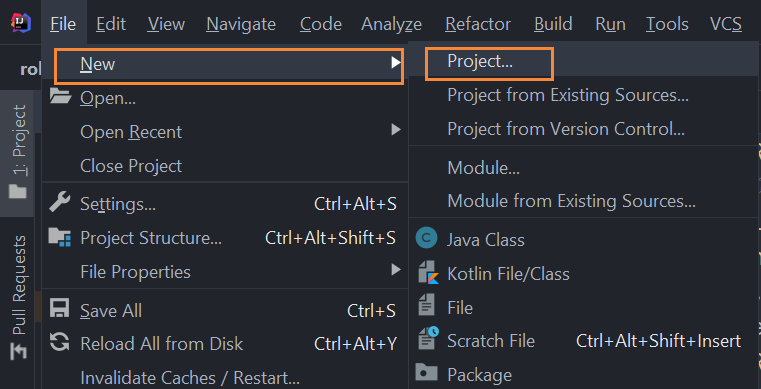 File Edit View Navigate Code Analyze Refactor Build Run Tools VCS
New
Open...
Open Recent
Close Project
Settings... Ctrl+Alt+S
Project Structure... Ctrl+Alt+Shift+S
File Properties
Save All Ctrl+S
Reload All from Disk Ctrl+Alt+Y
Invalidate Caches / Restart...
Project...
Project from Existing Sources...
Project from Version Control...
Module...
Module from Existing Sources...
Java Class
Kotlin File/Class
File
Scratch File Ctrl+Alt+Shift+Insert
Package
1: Project
Pull Requests